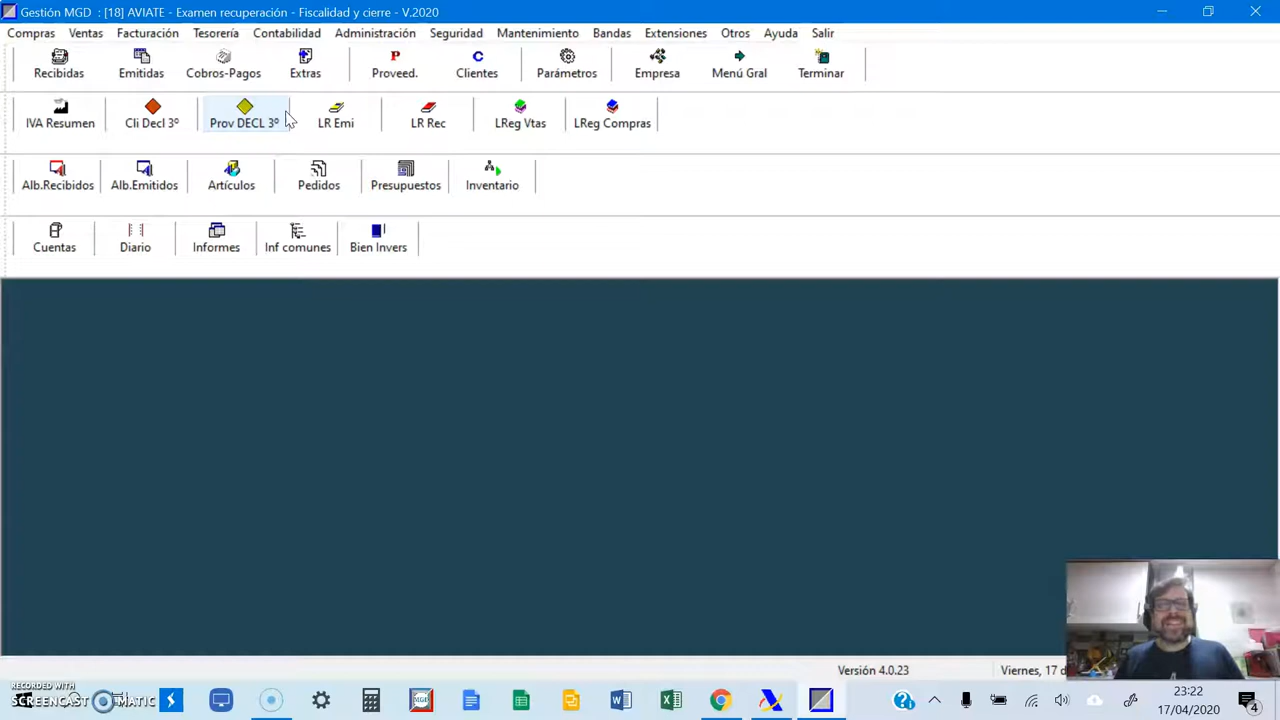 Gestión MGD : [18] AVIATE - Examen recuperación - Fiscalidad y cierre - V.2020
Compras Ventas Facturación Tesorería Contabilidad Administración Seguridad Mantenimiento Bandas Extensiones Otros Ayuda Salir
Recibidas Emitidas Cobros-Pagos Extras Proveed. Clientes Parámetros Empresa Menú Gral Terminar
IVA Resumen Cli Decl 3º Prov DECL 3º LR Emi LR Rec LReg Vtas LReg Compras
Alb.Recibidos Alb.Emitidos Artículos Pedidos Presupuestos Inventario
Cuentas Diario Informes Inf comunes Bien Invers
Versión 4.0.23 Viernes, 17 d
RECORDED WITH
SCREENCAST MATIC
23:22
17/04/2020
4